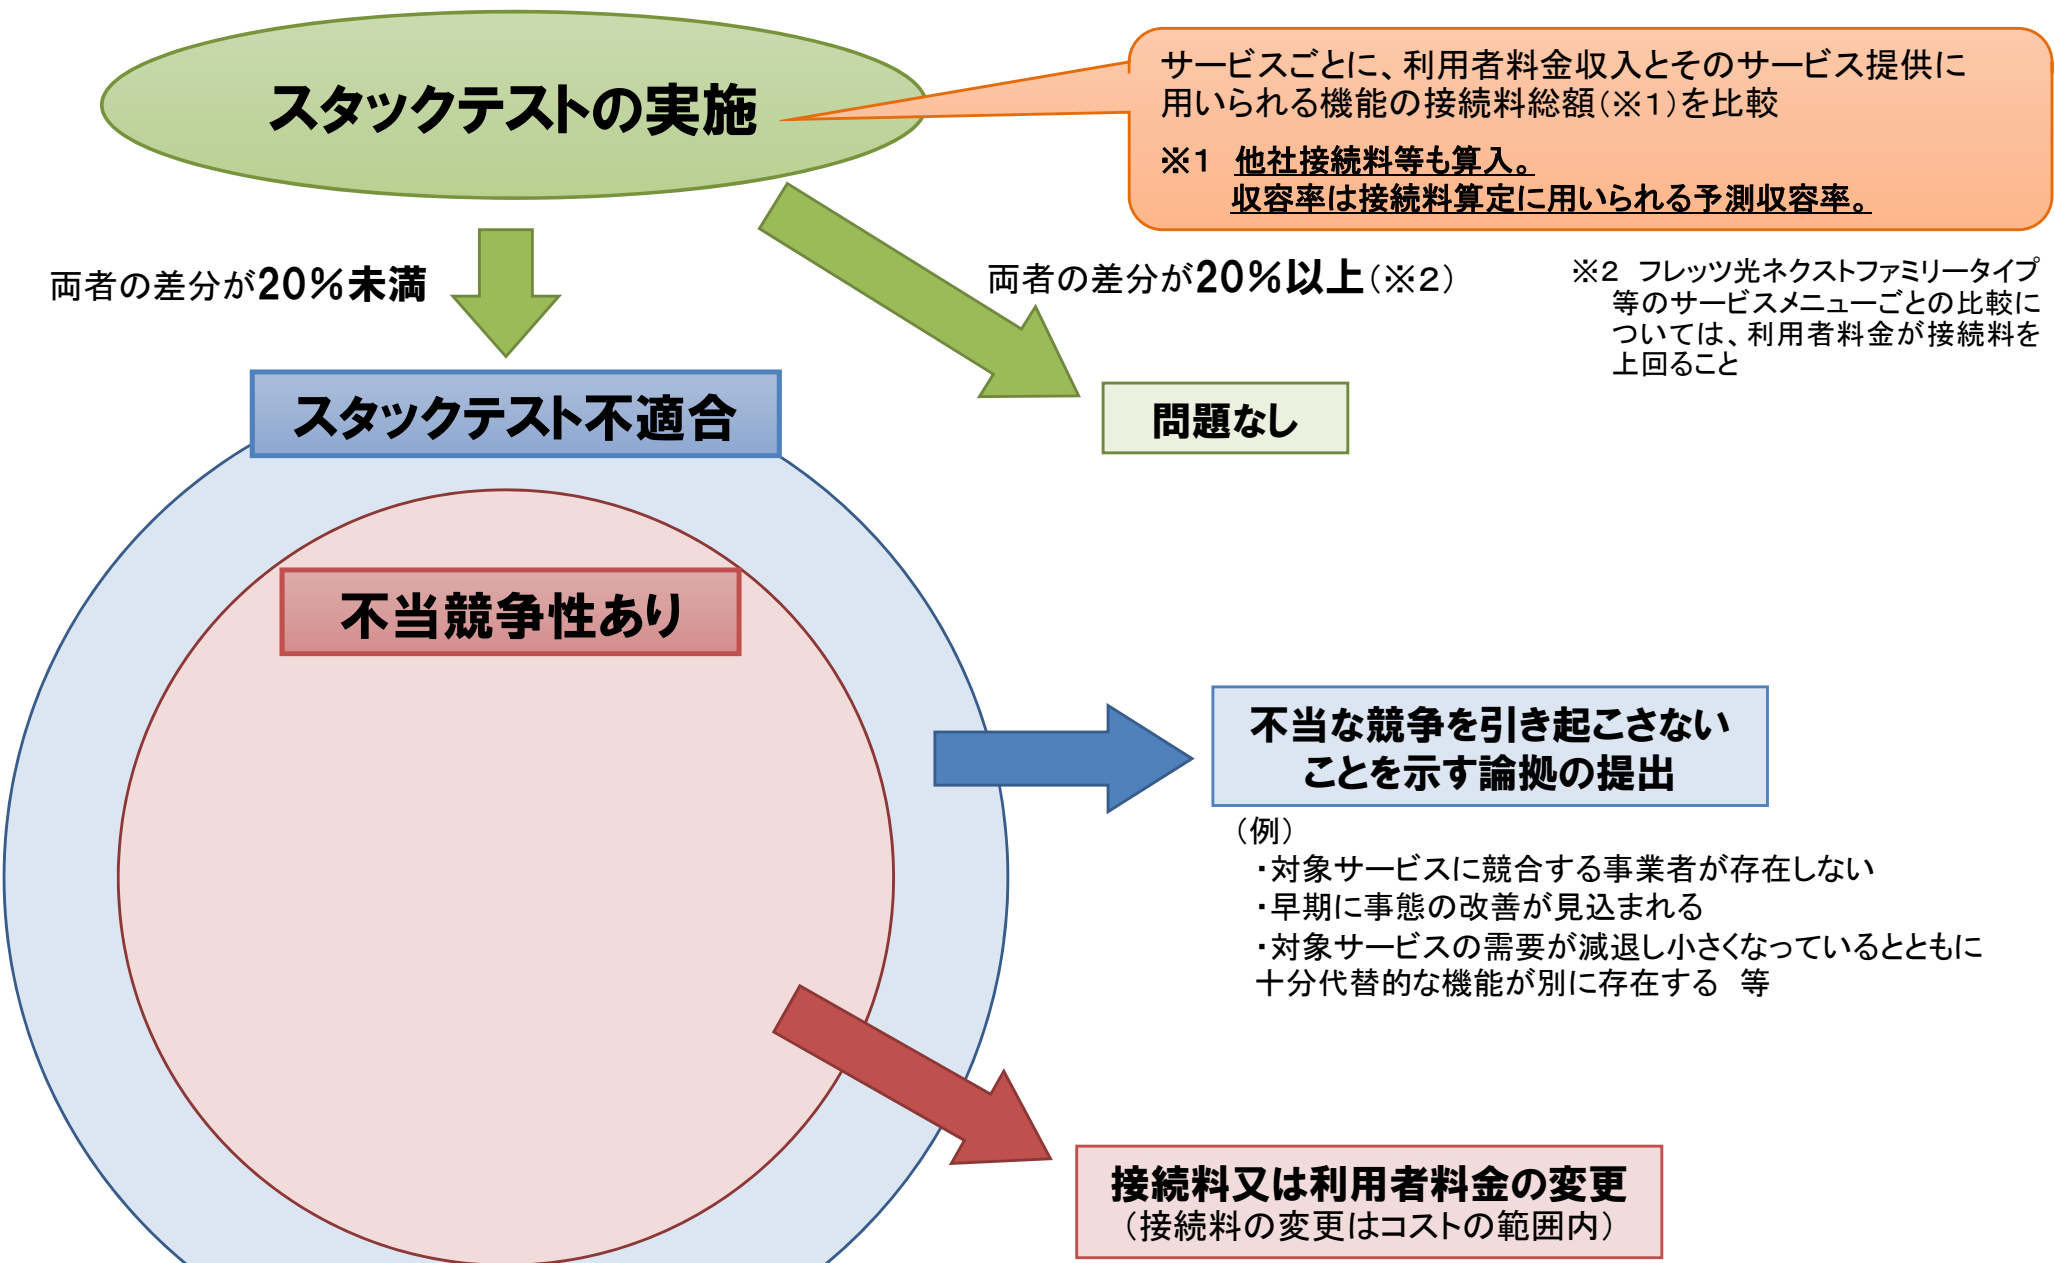 スタックテストの実施
サービスごとに、利用者料金収入とそのサービス提供に
用いられる機能の接続料総額（※１）を比較
※１　他社接続料等も算入。
収容率は接続料算定に用いられる予測収容率。
両者の差分が20％未満
両者の差分が20％以上（※２）
※２　フレッツ光ネクストファミリータイプ
等のサービスメニューごとの比較に
ついては、利用者料金が接続料を
上回ること
スタックテスト不適合
問題なし
不当競争性あり
不当な競争を引き起こさない
ことを示す論拠の提出
（例）
・対象サービスに競合する事業者が存在しない
・早期に事態の改善が見込まれる
・対象サービスの需要が減退し小さくなっているとともに
十分代替的な機能が別に存在する　等
接続料又は利用者料金の変更
（接続料の変更はコストの範囲内）